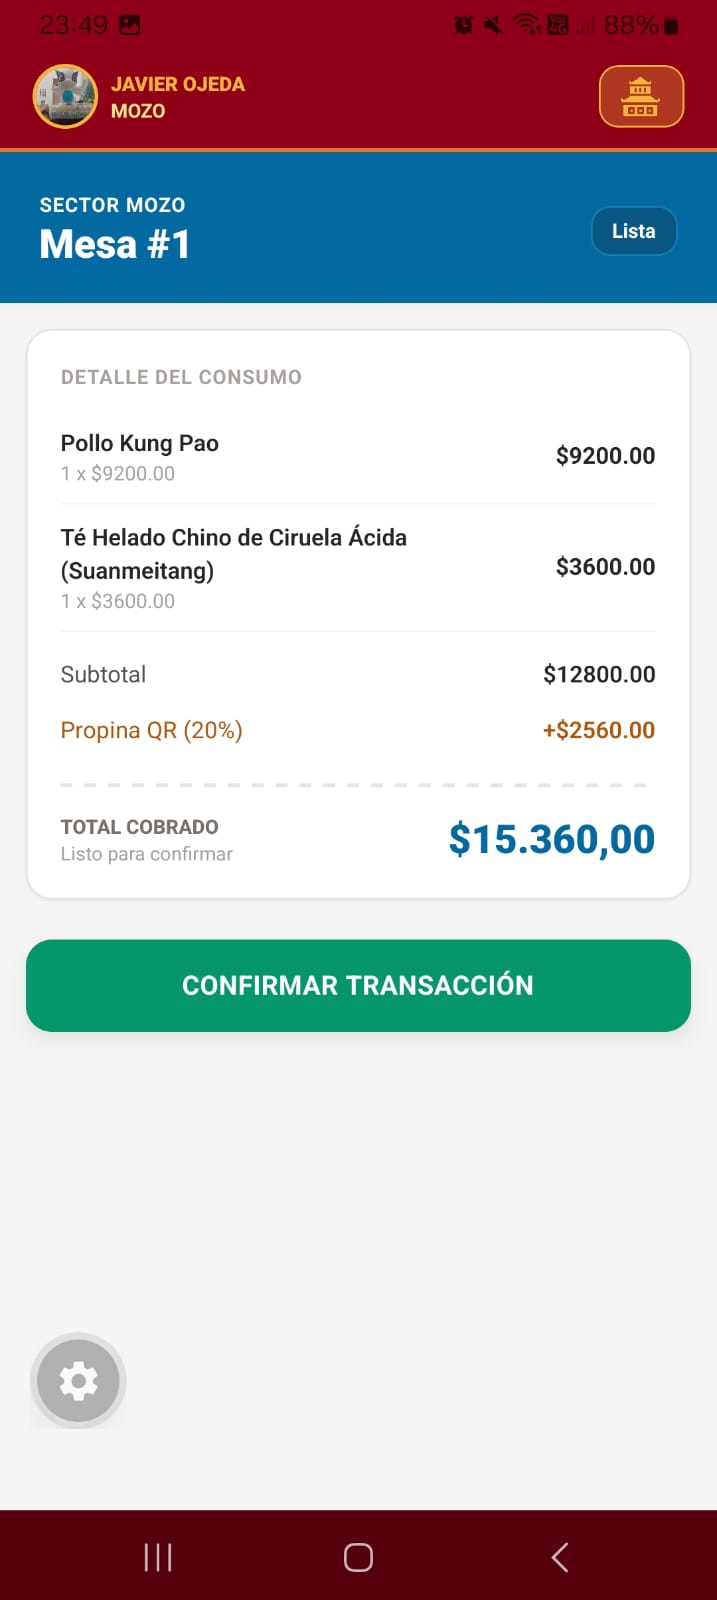 23:49
88%
JAVIER OJEDA
MOZO
SECTOR MOZO
Mesa #1
Lista
DETALLE DEL CONSUMO
Pollo Kung Pao
1 x $9200.00
$9200.00
Té Helado Chino de Ciruela Ácida
(Suanmeitang)
1 x $3600.00
$3600.00
Subtotal
$12800.00
Propina QR (20%)
+$2560.00
TOTAL COBRADO
Listo para confirmar
$15.360,00
CONFIRMAR TRANSACCIÓN